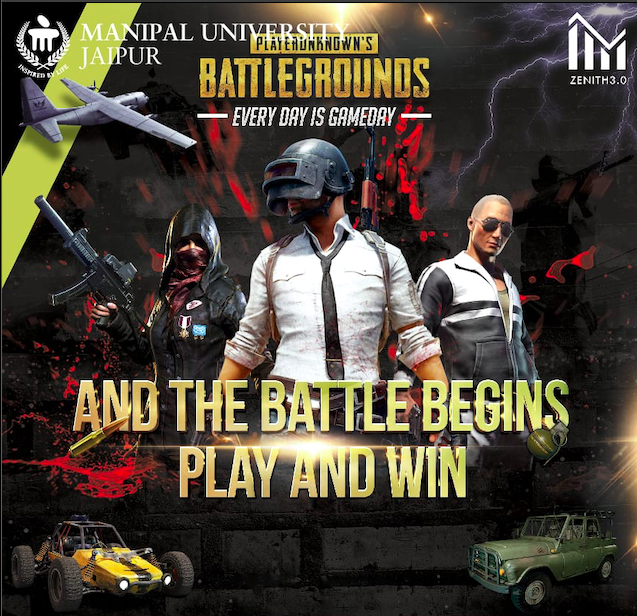 MANIPAL UNIVERSITY
JAIPUR
INSPIRED BY LIFE
PLAYERUNKNOWN'S
BATTLEGROUNDS
EVERY DAY IS GAMEDAY
ZENITH3.0
AND THE BATTLE BEGINS
PLAY AND WIN